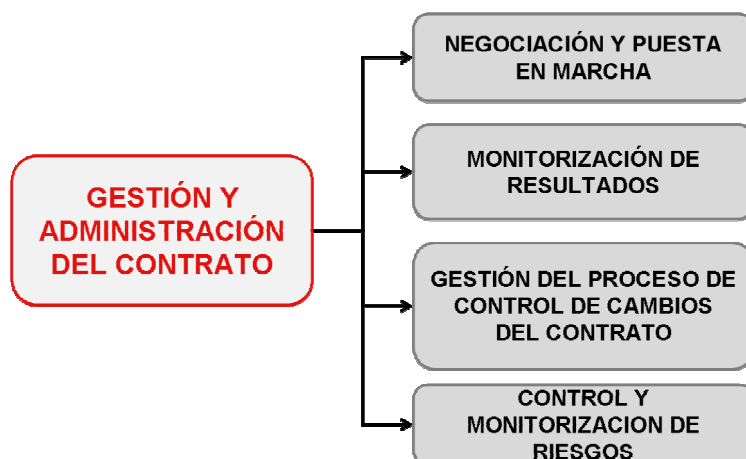 GESTIÓN Y
ADMINISTRACIÓN
DEL CONTRATO
NEGOCIACIÓN Y PUESTA
EN MARCHA
MONITORIZACIÓN DE
RESULTADOS
GESTIÓN DEL PROCESO DE
CONTROL DE CAMBIOS
DEL CONTRATO
CONTROL Y
MONITORIZACION DE
RIESGOS